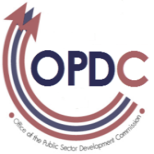 OPDC
• Office of the Public Sector Development Commission •